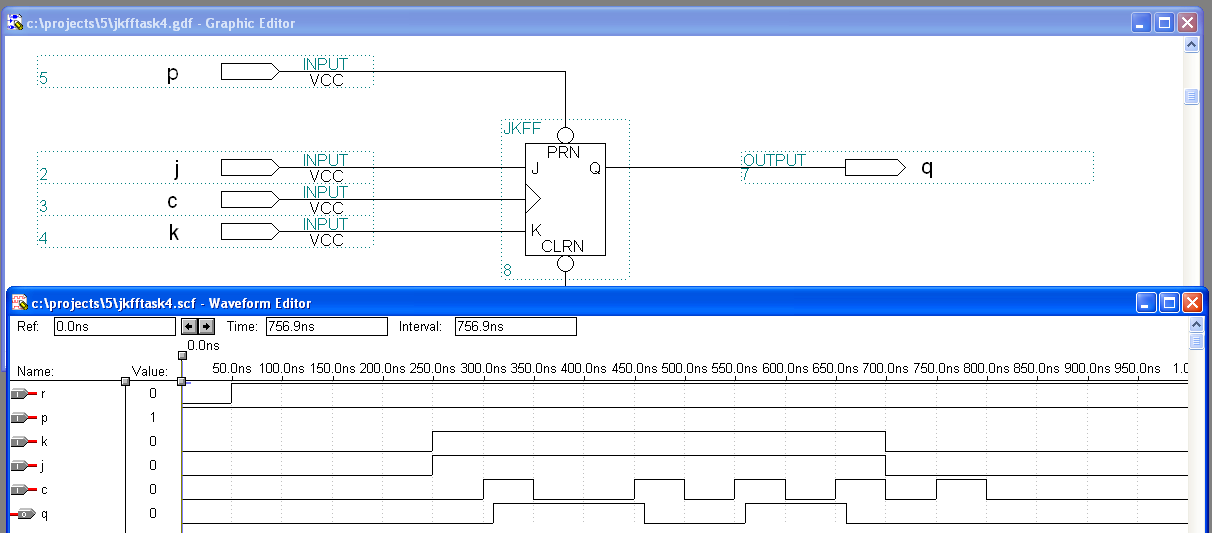 c:\projects\5\jkfftask4.gdf - Graphic Editor
5 p INPUT VCC
JKFF
PRN
2 j INPUT VCC J Q OUTPUT 7 q
3 c INPUT VCC
4 k INPUT VCC K
CLRN
8
c:\projects\5\jkfftask4.scf - Waveform Editor
Ref: 0.0ns Time: 756.9ns Interval: 756.9ns
0.0ns
Name: Value: 50.0ns 100.0ns 150.0ns 200.0ns 250.0ns 300.0ns 350.0ns 400.0ns 450.0ns 500.0ns 550.0ns 600.0ns 650.0ns 700.0ns 750.0ns 800.0ns 850.0ns 900.0ns 950.0ns 1.0
r 0
p 1
k 0
j 0
c 0
q 0